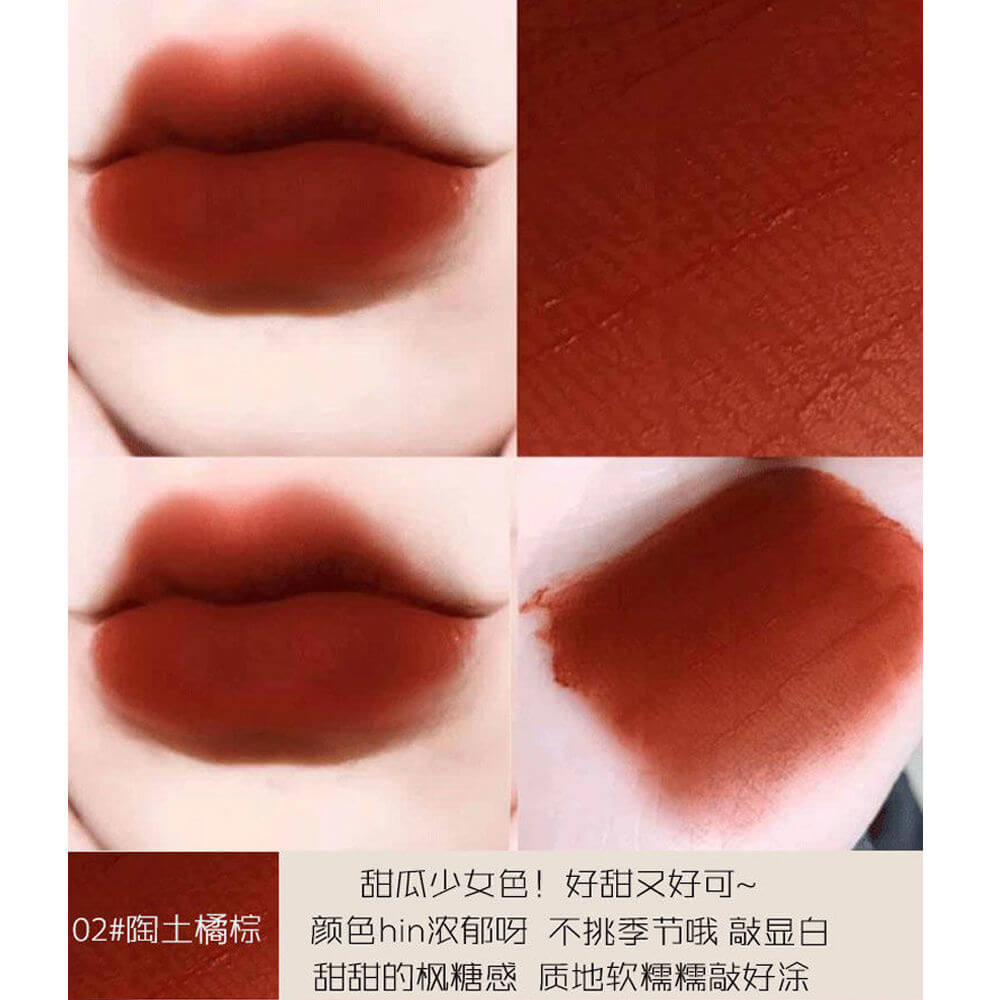 02#陶土橘棕
甜瓜少女色！好甜又好可~
颜色hin浓郁呀 不挑季节哦 敲显白
甜甜的枫糖感 质地软糯糯敲好涂